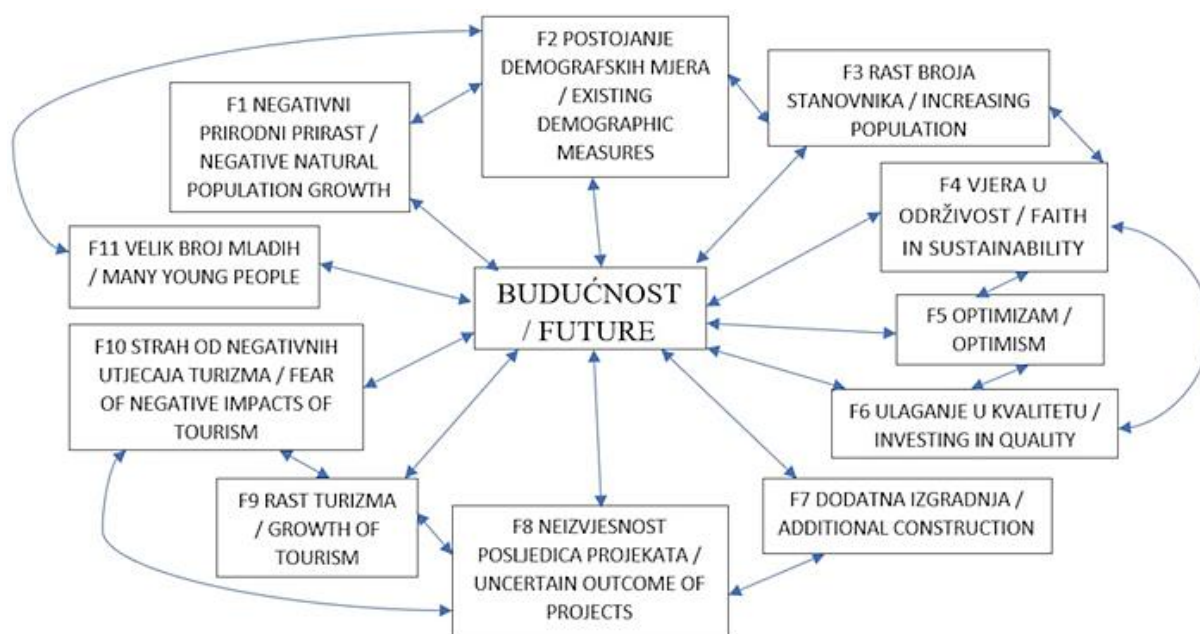 F1 NEGATIVNI
PRIRODNI PRIRAST /
NEGATIVE NATURAL
POPULATION GROWTH
F2 POSTOJANJE
DEMOGRAFSKIH MJERA
/ EXISTING
DEMOGRAPHIC
MEASURES
F3 RAST BROJA
STANOVNIKA / INCREASING
POPULATION
F4 VJERA U
ODRŽIVOST / FAITH
IN SUSTAINABILITY
F11 VELIK BROJ MLADIH
/ MANY YOUNG PEOPLE
BUDUĆNOST
/ FUTURE
F5 OPTIMIZAM /
OPTIMISM
F10 STRAH OD NEGATIVNIH
UTJECAJA TURIZMA / FEAR
OF NEGATIVE IMPACTS OF
TOURISM
F6 ULAGANJE U KVALITETU /
INVESTING IN QUALITY
F9 RAST TURIZMA
/ GROWTH OF
TOURISM
F8 NEIZVJESNOST
POSLJEDICA PROJEKATA /
UNCERTAIN OUTCOME OF
PROJECTS
F7 DODATNA IZGRADNJA /
ADDITIONAL CONSTRUCTION